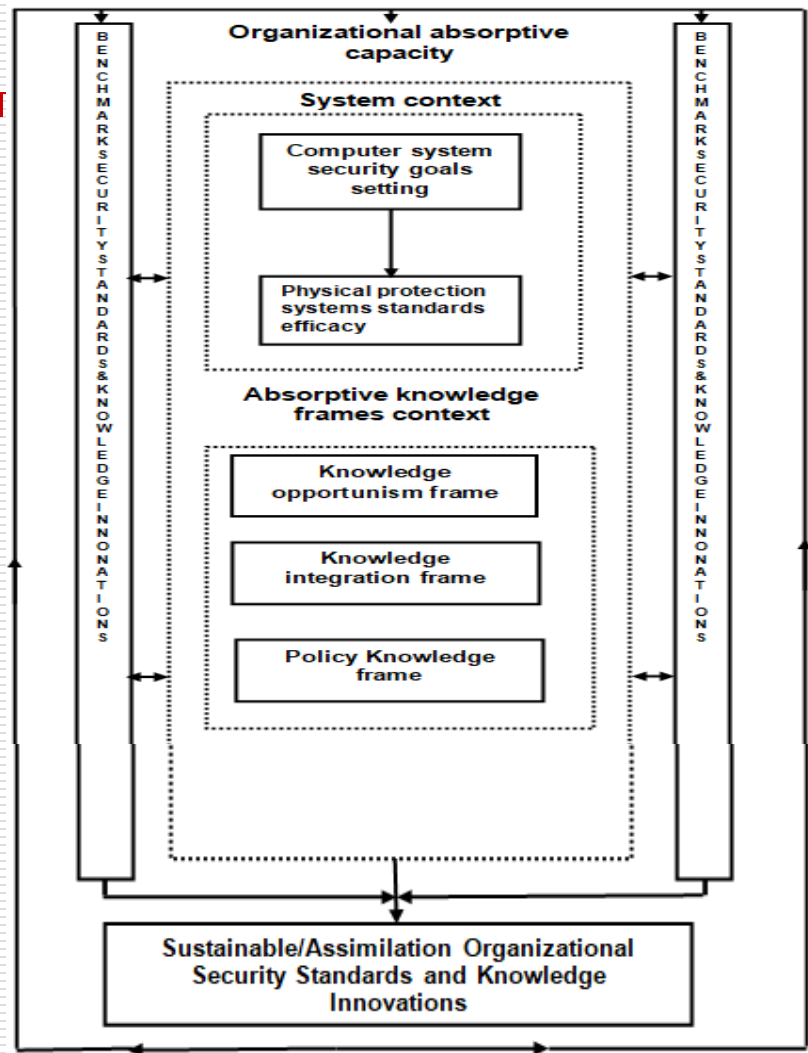 Organizational absorptive
capacity
BENCHMARKSECURITYSTANDARDS&KNOWLEDGEINNONATIONS
System context
Computer system
security goals
setting
Physical protection
systems standards
efficacy
Absorptive knowledge
frames context
Knowledge
opportunism frame
Knowledge
integration frame
Policy Knowledge
frame
BENCHMARKSECURITYSTANDARDS&KNOWLEDGEINNONATIONS
Sustainable/Assimilation Organizational
Security Standards and Knowledge
Innovations